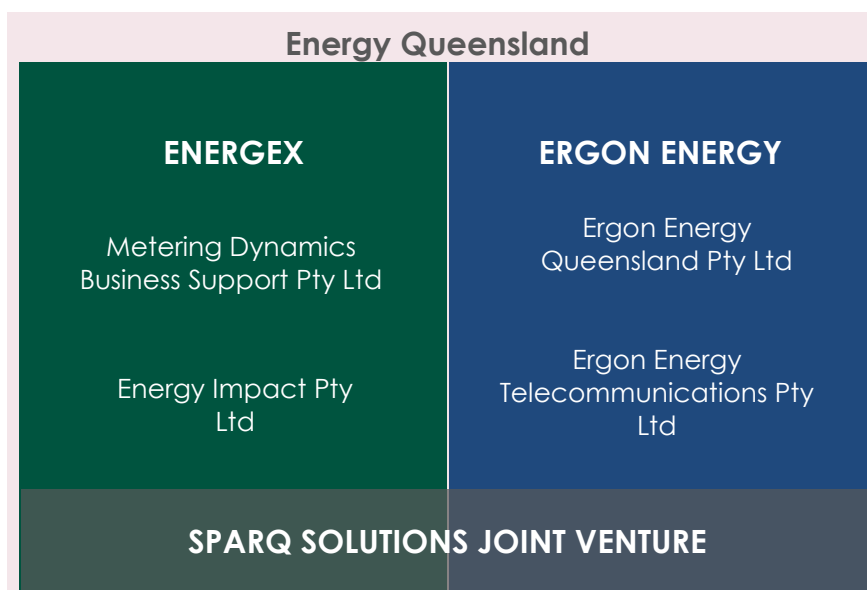 Energy Queensland
ENERGEX
Metering Dynamics
Business Support Pty Ltd
Energy Impact Pty
Ltd
ERGON ENERGY
Ergon Energy
Queensland Pty Ltd
Ergon Energy
Telecommunications Pty
Ltd
SPARQ SOLUTIONS JOINT VENTURE